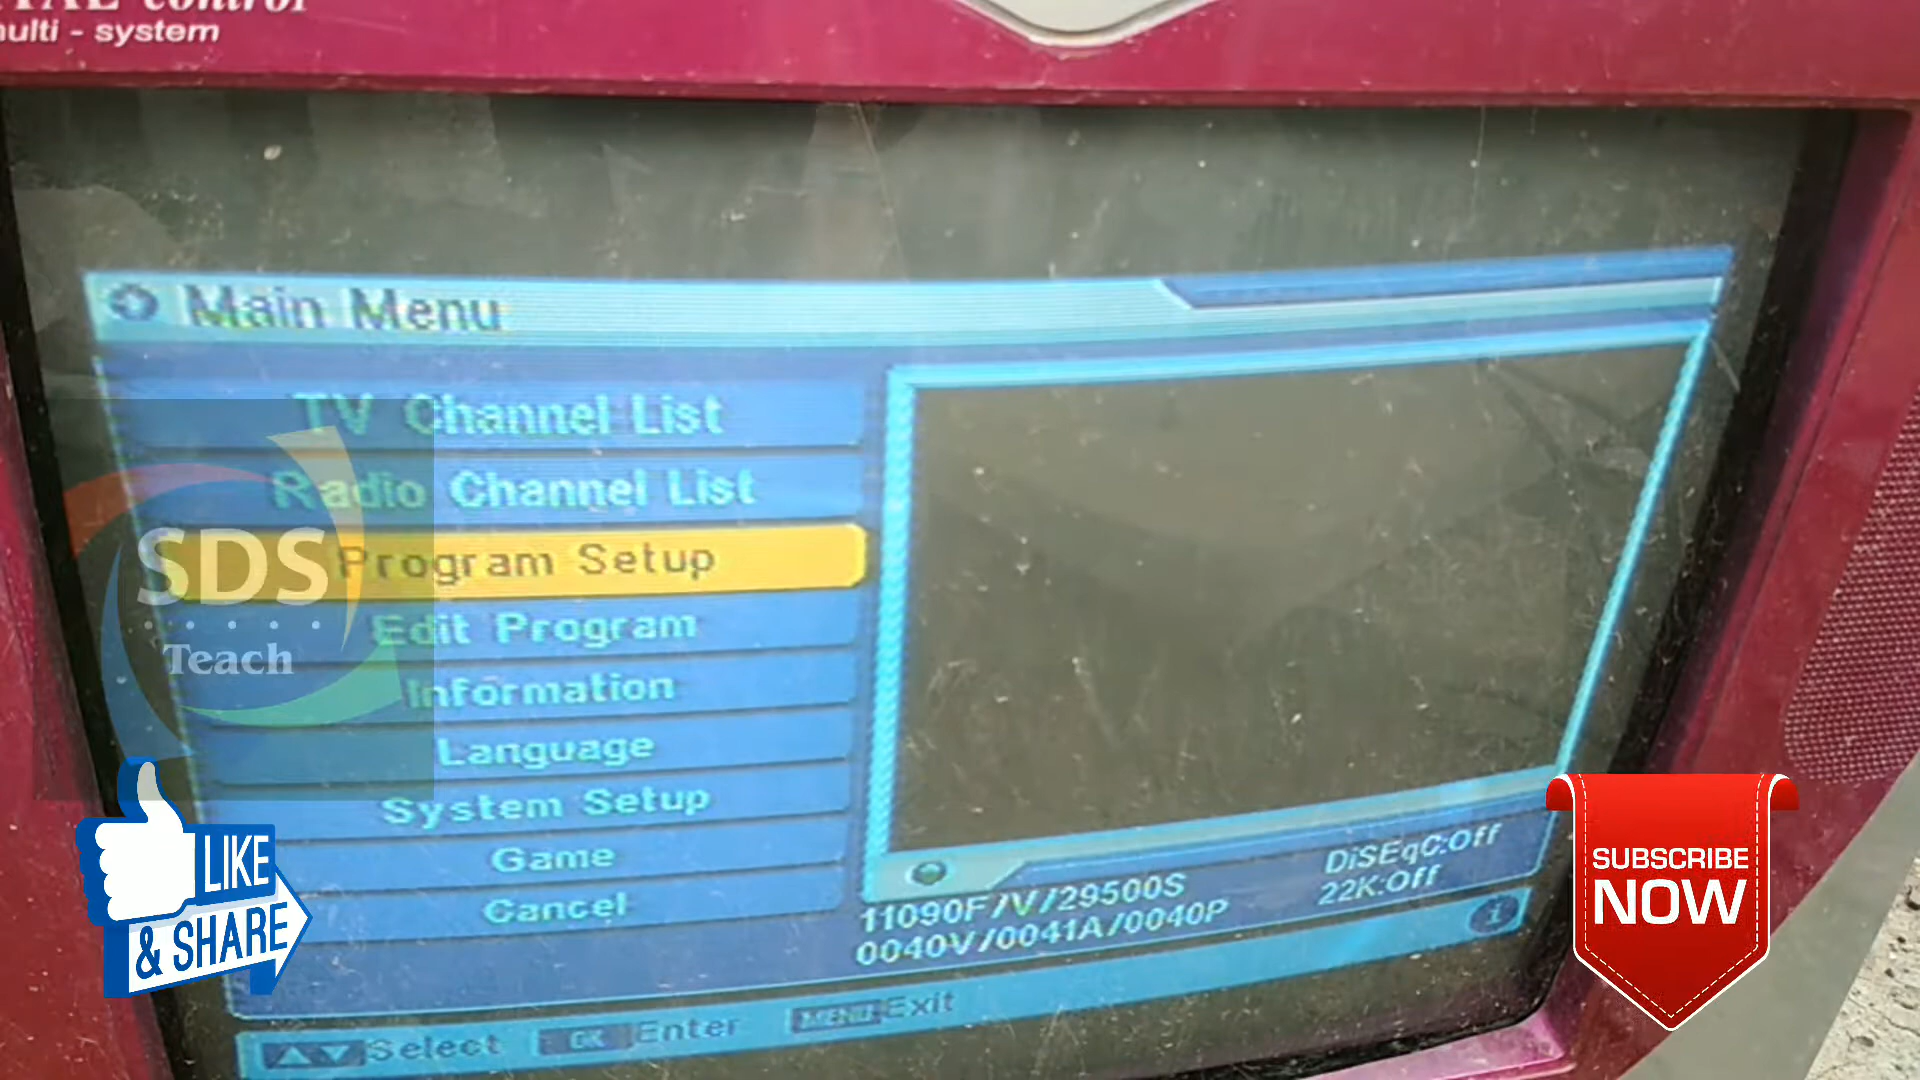 control
multi - system
Main Menu
TV Channel List
Radio Channel List
Program Setup
Edit Program
Information
Language
System Setup
Game
Cancel
11090F/V/29500S
0040V/0041A/0040P
DiSEqC:Off
22K:Off
Select OK Enter MENU Exit
SDS
Teach
LIKE
& SHARE
SUBSCRIBE
NOW